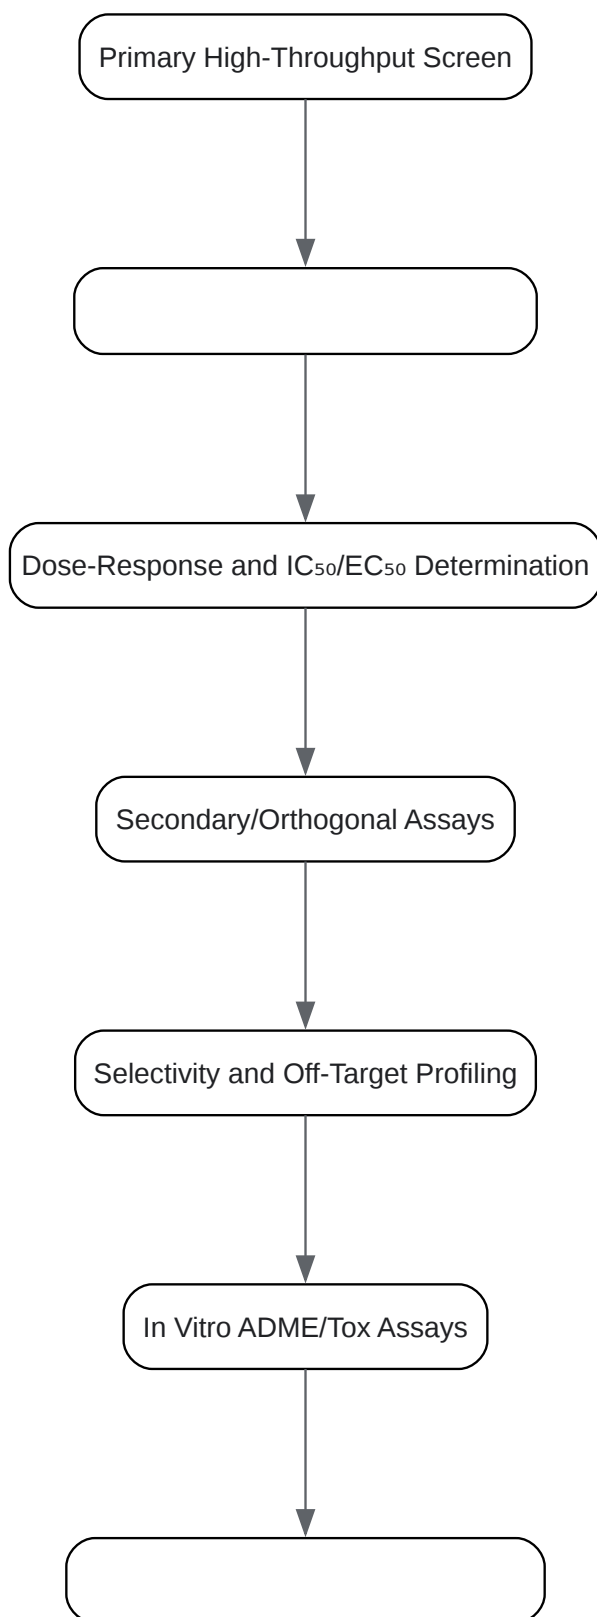 Primary High-Throughput Screen
Dose-Response and IC₅₀/EC₅₀ Determination
Secondary/Orthogonal Assays
Selectivity and Off-Target Profiling
In Vitro ADME/Tox Assays